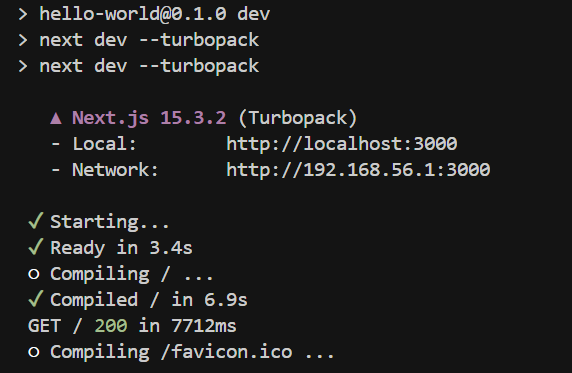 > hello-world@0.1.0 dev
> next dev --turbopack
> next dev --turbopack
▲ Next.js 15.3.2 (Turbopack)
- Local: http://localhost:3000
- Network: http://192.168.56.1:3000
✓ Starting...
✓ Ready in 3.4s
○ Compiling / ...
✓ Compiled / in 6.9s
GET / 200 in 7712ms
○ Compiling /favicon.ico ...